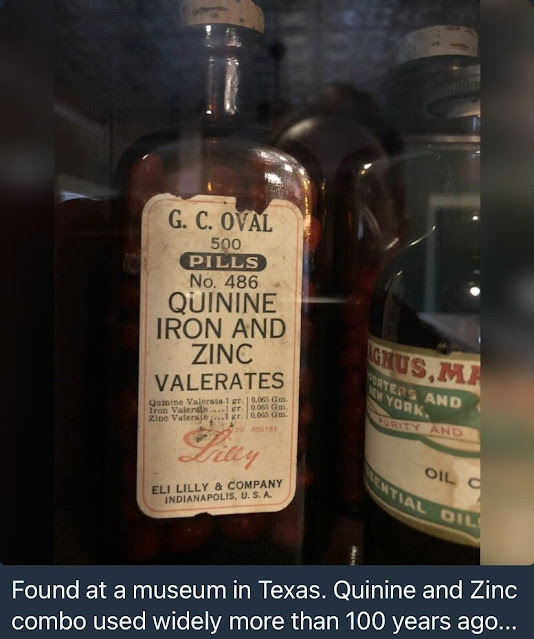 G. C. OVAL
500
PILLS
No. 486
QUININE
IRON AND
ZINC
VALERATES
Quinine Valerate 1 gr. | 0.065 Gm.
Iron Valerate ....1 gr. | 0.065 Gm.
Zinc Valerate ....1 gr. | 0.065 Gm.
Lilly
ELI LILLY & COMPANY
INDIANAPOLIS, U. S. A.
AGNUS, MA
PORTERS AND
NEW YORK.
PURITY AND
OIL C
SSENTIAL OIL
Found at a museum in Texas. Quinine and Zinc
combo used widely more than 100 years ago...